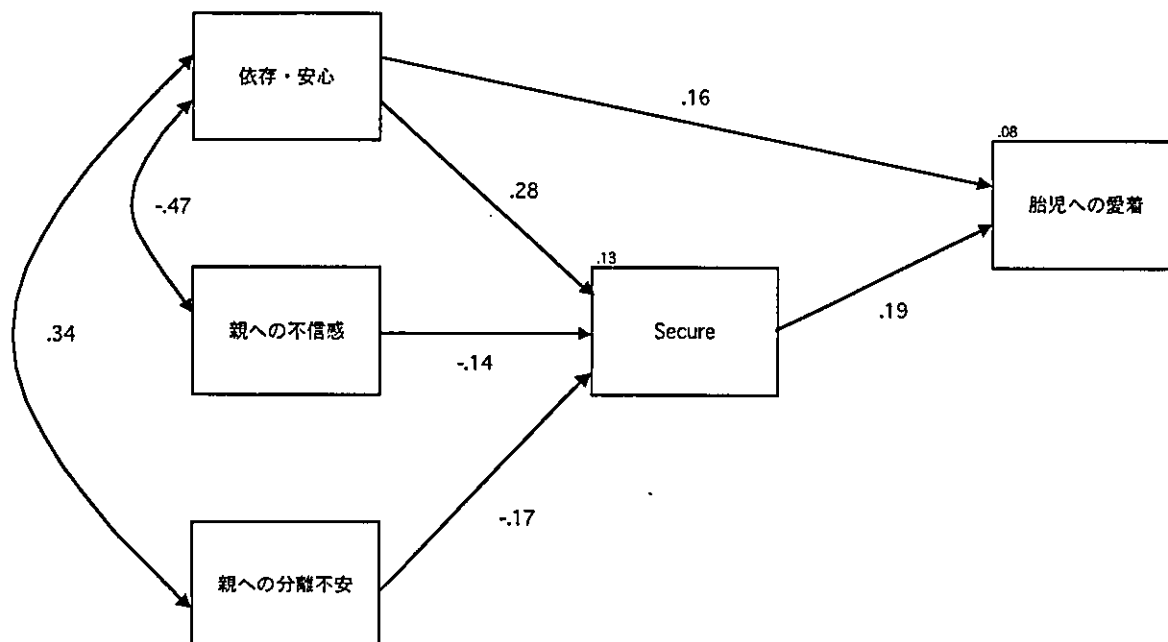 依存・安心
.16
.08
胎児への愛着
.28
-.47
.13
親への不信感
Secure
.19
.34
-.14
-.17
親への分離不安